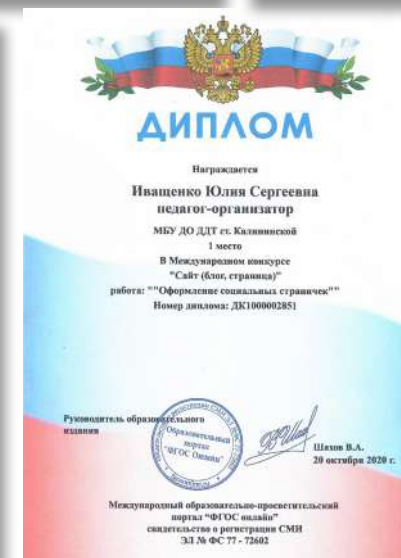 ДИПЛОМ
Награждается
Иващенко Юлия Сергеевна
педагог-организатор
МБУ ДО ДДТ ст. Калининской
1 место
В Международном конкурсе
"Сайт (блог, страница)"
работа: ""Оформление социальных страничек""
Номер диплома: ДК1000002851
Руководитель образовательного
издания
Образовательный
портал
"ФГОС Онлайн"
Шахов В.А.
20 октября 2020 г.
Международный образовательно-просветительский
портал "ФГОС онлайн"
свидетельство о регистрации СМИ
ЭЛ № ФС 77 - 72602